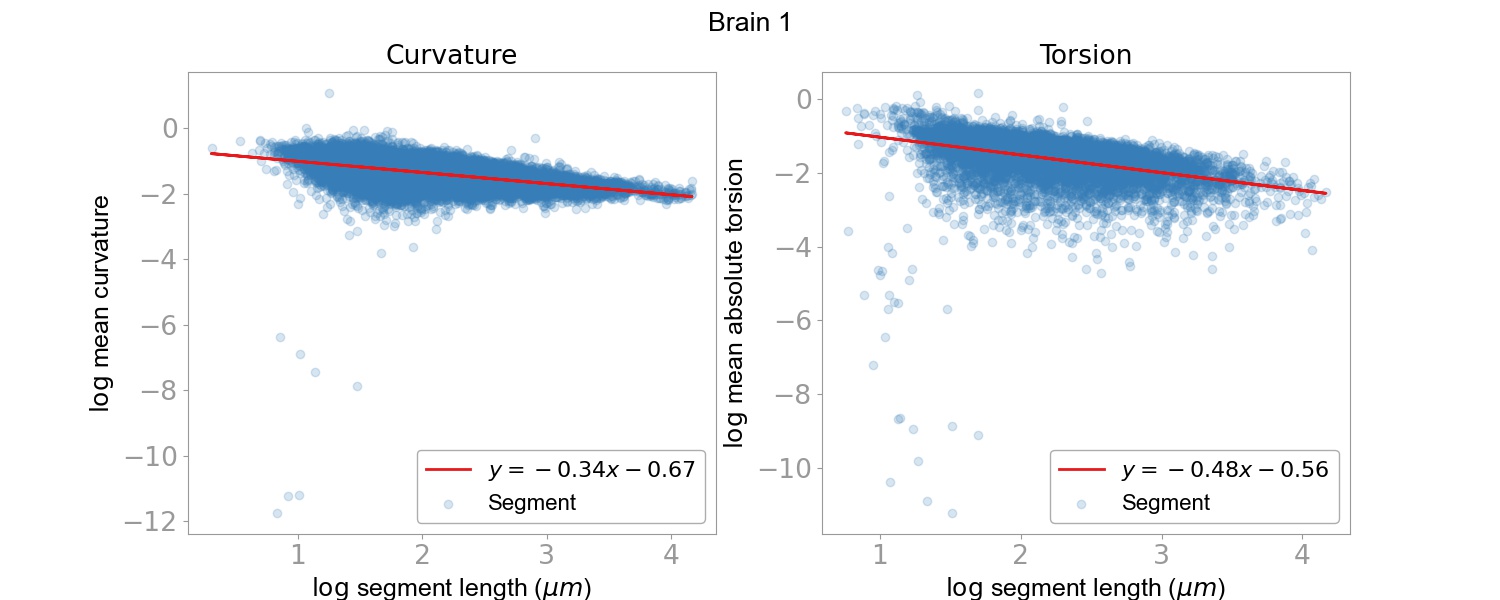 Brain 1
Curvature
0
−2
−4
−6
−8
−10
−12
log mean curvature
1 2 3 4
log segment length (μm)
y = −0.34x − 0.67
Segment
Torsion
0
−2
−4
−6
−8
−10
log mean absolute torsion
1 2 3 4
log segment length (μm)
y = −0.48x − 0.56
Segment